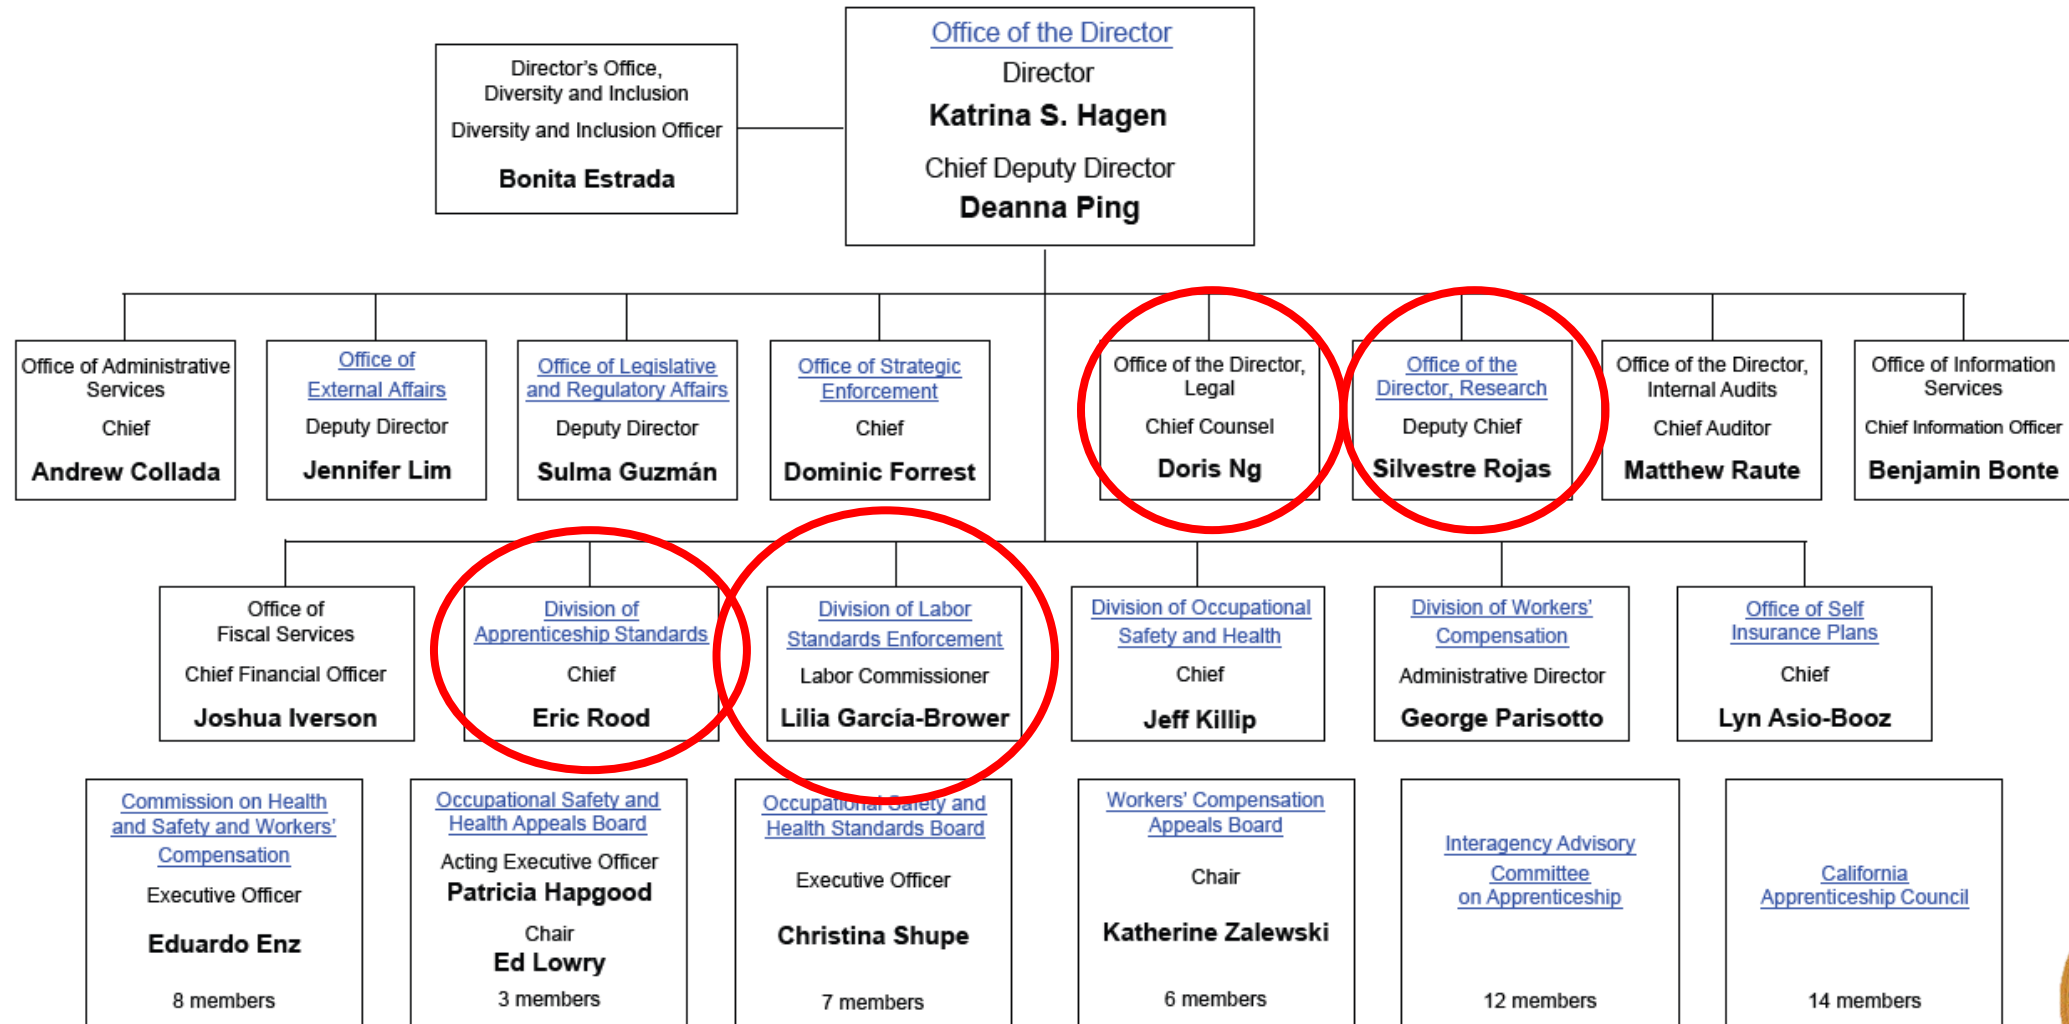 Office of the Director
Director
Katrina S. Hagen
Chief Deputy Director
Deanna Ping
Director's Office,
Diversity and Inclusion
Diversity and Inclusion Officer
Bonita Estrada
Office of Administrative
Services
Chief
Andrew Collada
Office of
External Affairs
Deputy Director
Jennifer Lim
Office of Legislative
and Regulatory Affairs
Deputy Director
Sulma Guzmán
Office of Strategic
Enforcement
Chief
Dominic Forrest
Office of the Director,
Legal
Chief Counsel
Doris Ng
Office of the
Director, Research
Deputy Chief
Silvestre Rojas
Office of the Director,
Internal Audits
Chief Auditor
Matthew Raute
Office of Information
Services
Chief Information Officer
Benjamin Bonte
Office of
Fiscal Services
Chief Financial Officer
Joshua Iverson
Division of
Apprenticeship Standards
Chief
Eric Rood
Division of Labor
Standards Enforcement
Labor Commissioner
Lilia García-Brower
Division of Occupational
Safety and Health
Chief
Jeff Killip
Division of Workers'
Compensation
Administrative Director
George Parisotto
Office of Self
Insurance Plans
Chief
Lyn Asio-Booz
Commission on Health
and Safety and Workers'
Compensation
Executive Officer
Eduardo Enz
8 members
Occupational Safety and
Health Appeals Board
Acting Executive Officer
Patricia Hapgood
Chair
Ed Lowry
3 members
Occupational Safety and
Health Standards Board
Executive Officer
Christina Shupe
7 members
Workers' Compensation
Appeals Board
Chair
Katherine Zalewski
6 members
Interagency Advisory
Committee
on Apprenticeship
12 members
California
Apprenticeship Council
14 members